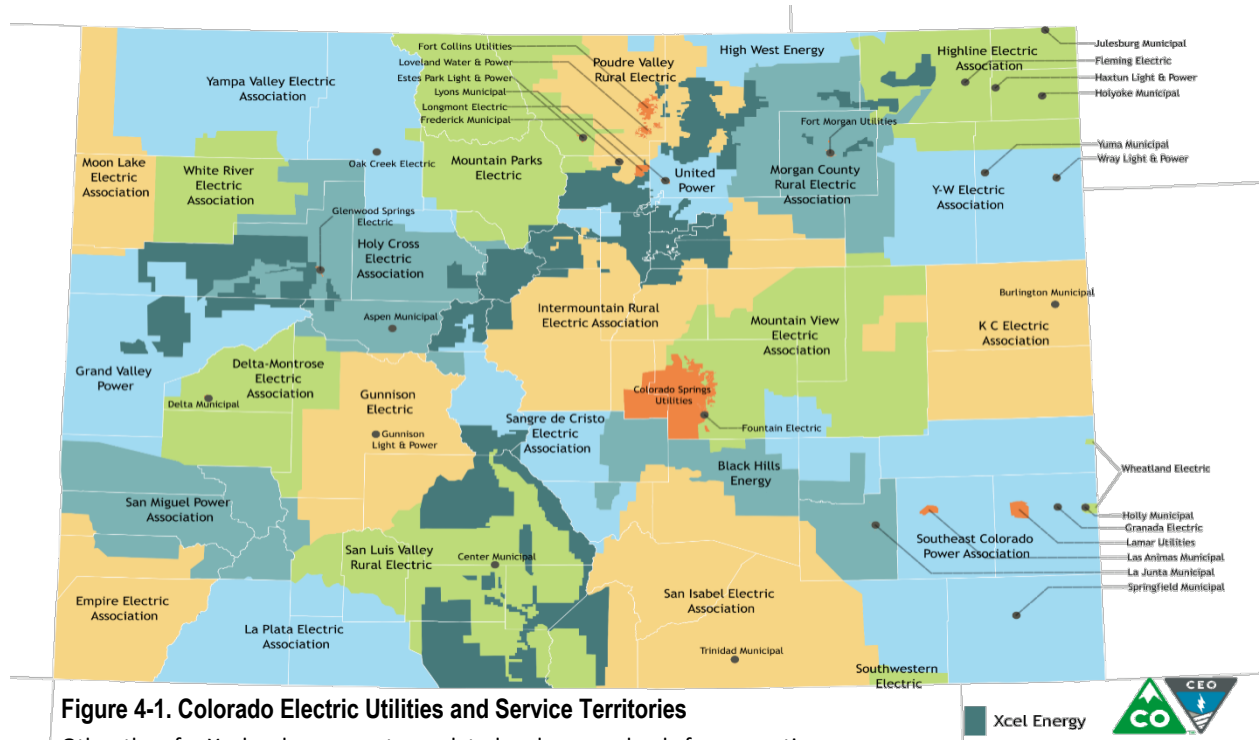 Fort Collins Utilities
Loveland Water & Power
Estes Park Light & Power
Lyons Municipal
Longmont Electric
Frederick Municipal
Poudre Valley
Rural Electric
High West Energy
Highline Electric
Association
Julesburg Municipal
Fleming Electric
Haxtun Light & Power
Holyoke Municipal
Yampa Valley Electric
Association
Fort Morgan Utilities
Yuma Municipal
Wray Light & Power
Moon Lake
Electric
Association
White River
Electric
Association
Oak Creek Electric
Mountain Parks
Electric
United
Power
Morgan County
Rural Electric
Association
Y-W Electric
Association
Glenwood Springs
Electric
Holy Cross
Electric
Association
Intermountain Rural
Electric Association
Burlington Municipal
Aspen Municipal
Mountain View
Electric
Association
K C Electric
Association
Grand Valley
Power
Delta-Montrose
Electric
Association
Delta Municipal
Gunnison
Electric
Gunnison
Light & Power
Colorado Springs
Utilities
Fountain Electric
Sangre de Cristo
Electric
Association
Black Hills
Energy
Wheatland Electric
San Miguel Power
Association
Holly Municipal
Granada Electric
Lamar Utilities
Las Animas Municipal
La Junta Municipal
Springfield Municipal
Southeast Colorado
Power Association
San Luis Valley
Rural Electric
Center Municipal
San Isabel Electric
Association
Empire Electric
Association
La Plata Electric
Association
Trinidad Municipal
Southwestern
Electric
Figure 4-1. Colorado Electric Utilities and Service Territories
Xcel Energy
CO
CEO